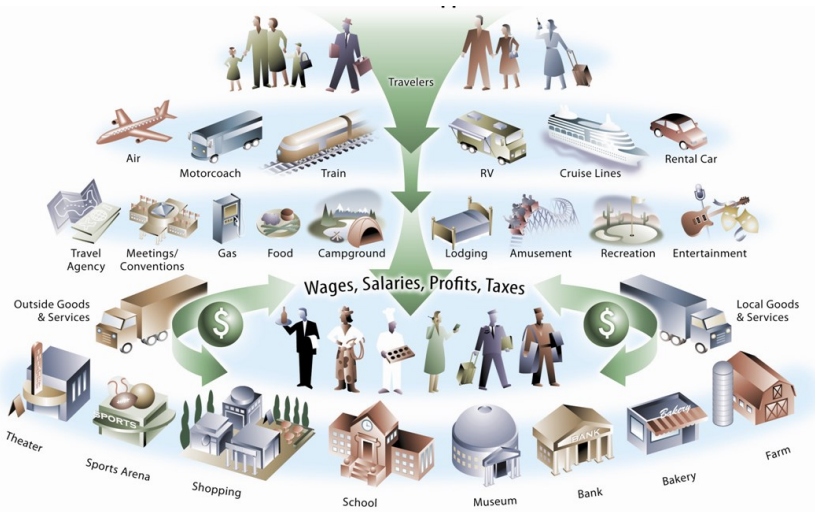 Travelers
Air
Motorcoach
Train
RV
Cruise Lines
Rental Car
Travel
Agency
Meetings/
Conventions
Gas
Food
Campground
Lodging
Amusement
Recreation
Entertainment
Wages, Salaries, Profits, Taxes
Outside Goods
& Services
$
$
Local Goods
& Services
SPORTS
BANK
Bakery
Theater
Sports Arena
Shopping
School
Museum
Bank
Bakery
Farm